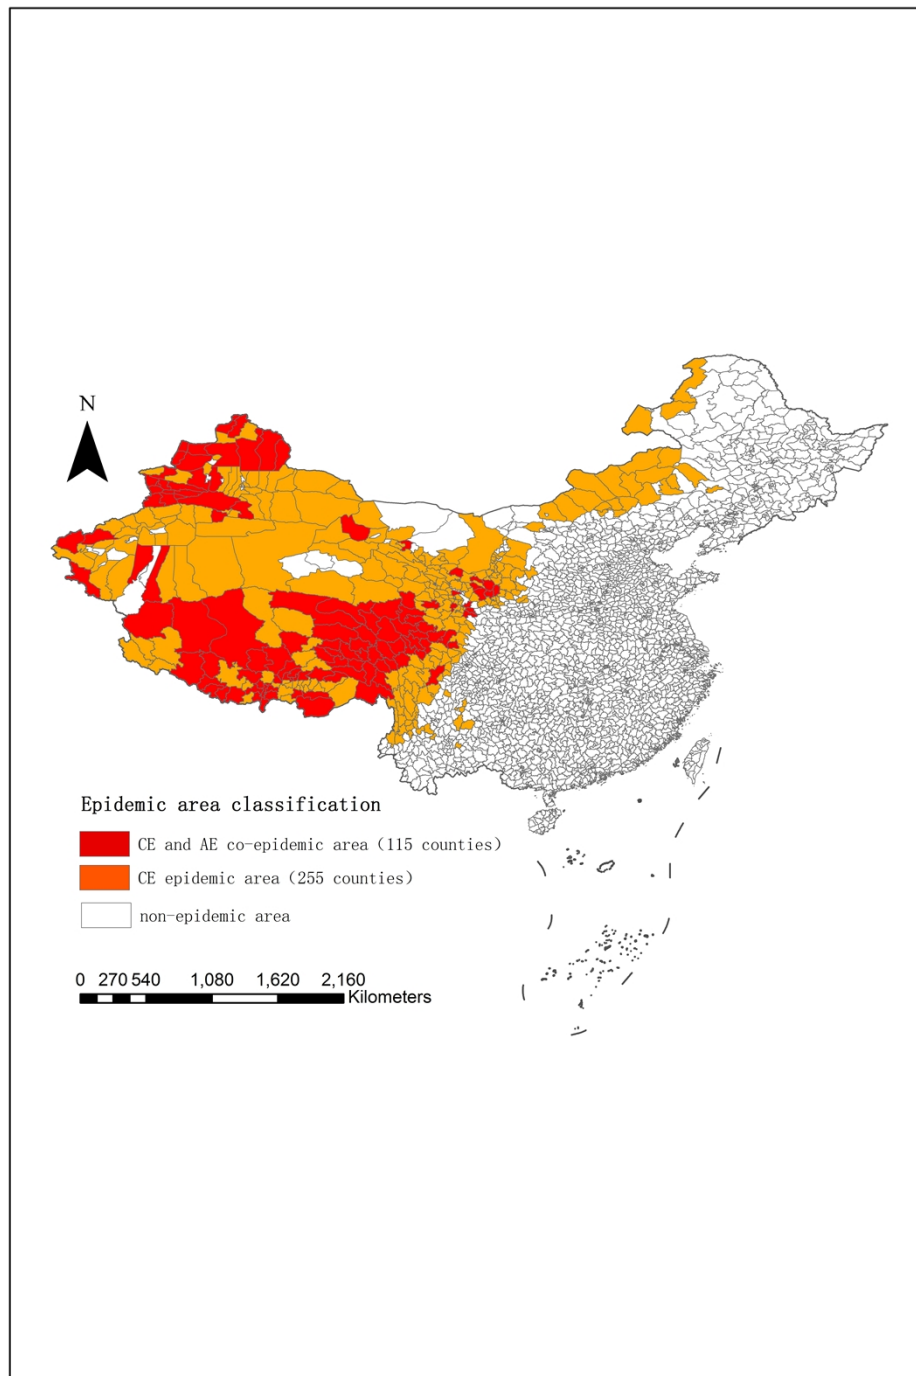 N
Epidemic area classification
CE and AE co-epidemic area (115 counties)
CE epidemic area (255 counties)
non-epidemic area
0 270 540 1,080 1,620 2,160
Kilometers